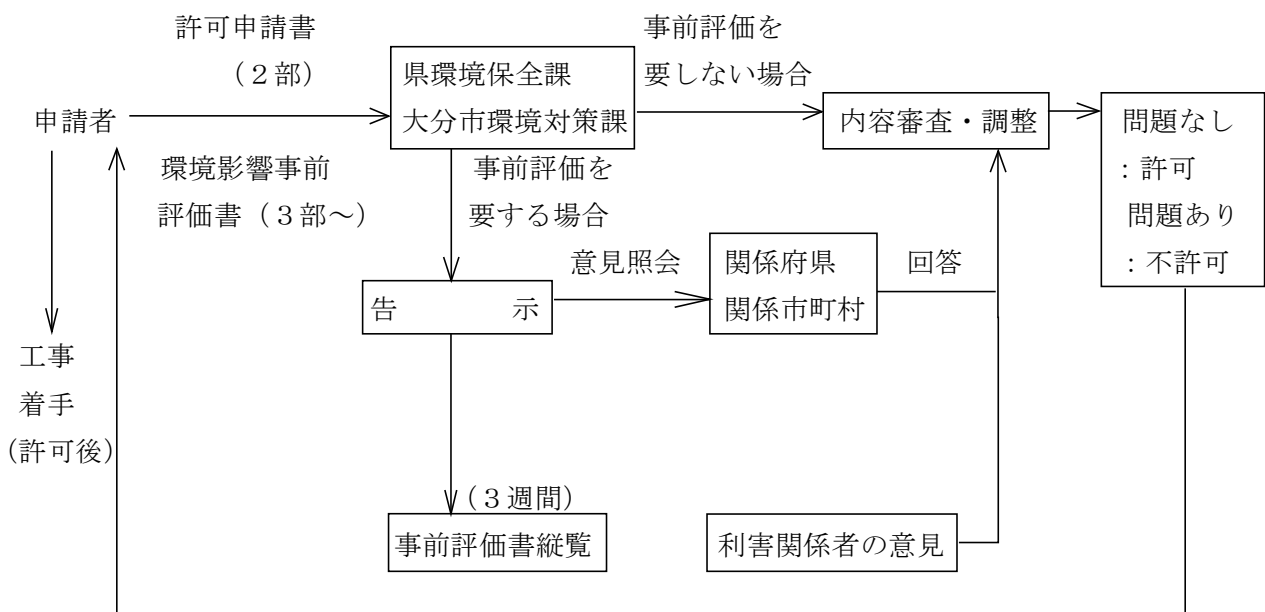 許可申請書
（２部）
事前評価を
要しない場合
県環境保全課
大分市環境対策課
申請者
内容審査・調整
問題なし
：許可
問題あり
：不許可
環境影響事前
評価書（３部～）
事前評価を
要する場合
意見照会
関係府県
関係市町村
回答
告　　示
工事
着手
(許可後)
(３週間)
事前評価書縦覧
利害関係者の意見